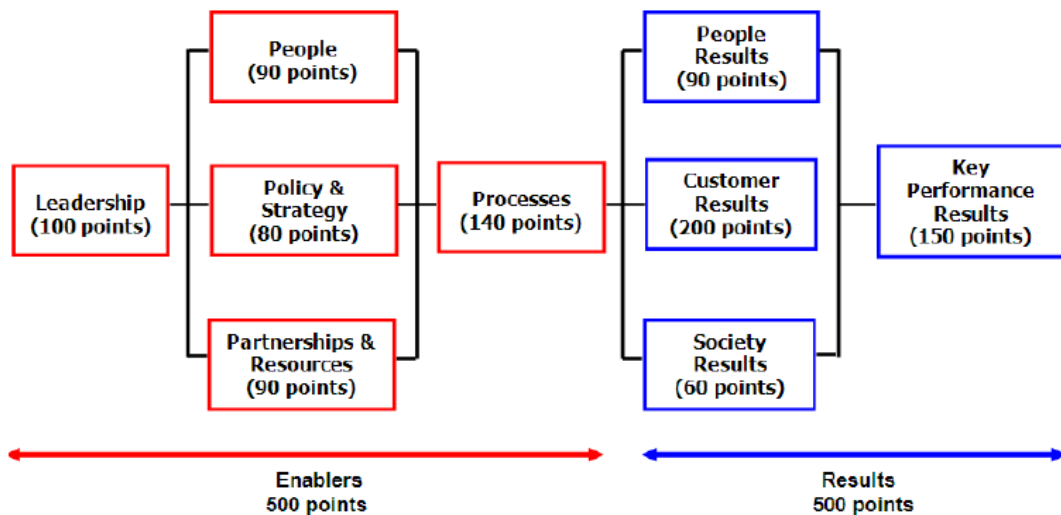 People
(90 points)
People
Results
(90 points)
Leadership
(100 points)
Policy &
Strategy
(80 points)
Processes
(140 points)
Customer
Results
(200 points)
Key
Performance
Results
(150 points)
Partnerships &
Resources
(90 points)
Society
Results
(60 points)
Enablers
500 points
Results
500 points